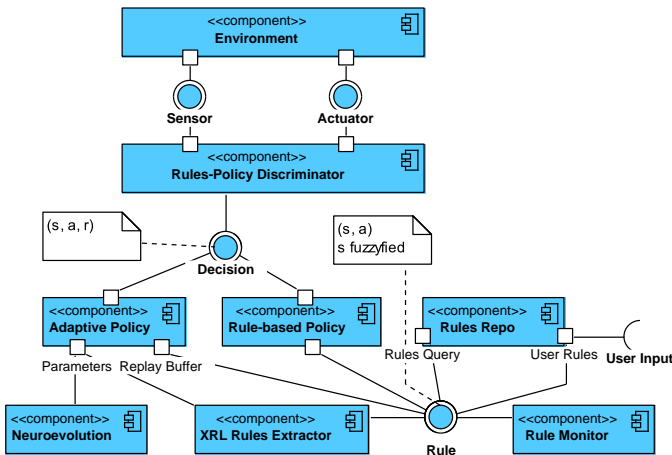 <<component>>
Environment
Sensor
Actuator
<<component>>
Rules-Policy Discriminator
(s, a, r)
(s, a)
s fuzzyfied
Decision
<<component>>
Adaptive Policy
<<component>>
Rule-based Policy
<<component>>
Rules Repo
Parameters
Replay Buffer
Rules Query
User Rules
User Input
<<component>>
Neuroevolution
<<component>>
XRL Rules Extractor
Rule
<<component>>
Rule Monitor